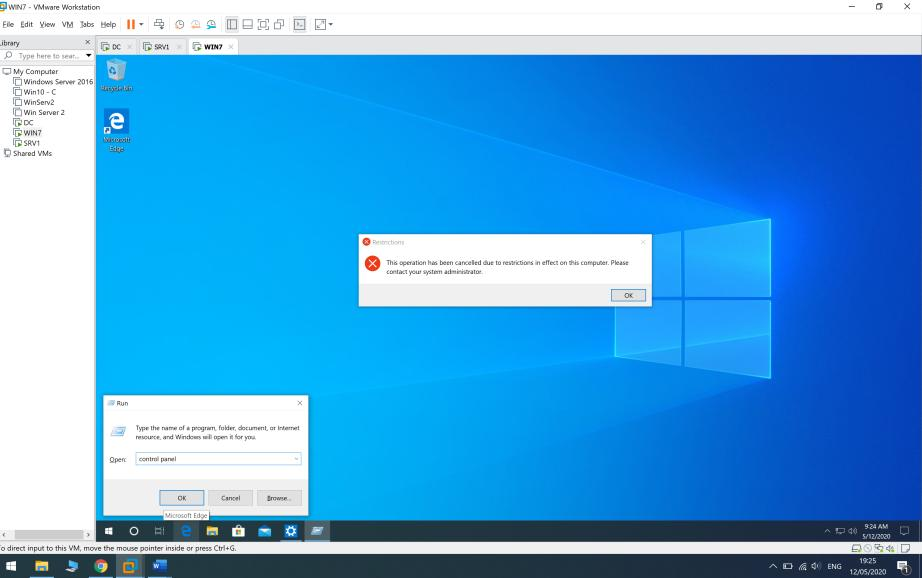 WIN7 - VMware Workstation
File Edit View VM Tabs Help
Library
Type here to sear...
My Computer
Windows Server 2016
Win10 - C
WinServ2
Win Server 2
DC
WIN7
SRV1
Shared VMs
DC
SRV1
WIN7
Recycle Bin
Microsoft
Edge
Restrictions
This operation has been cancelled due to restrictions in effect on this computer. Please
contact your system administrator.
OK
Run
Type the name of a program, folder, document, or Internet
resource, and Windows will open it for you.
Open: control panel
OK Cancel Browse...
Microsoft Edge
9:24 AM
5/12/2020
o direct input to this VM, move the mouse pointer inside or press Ctrl+G.
ENG
19:25
12/05/2020